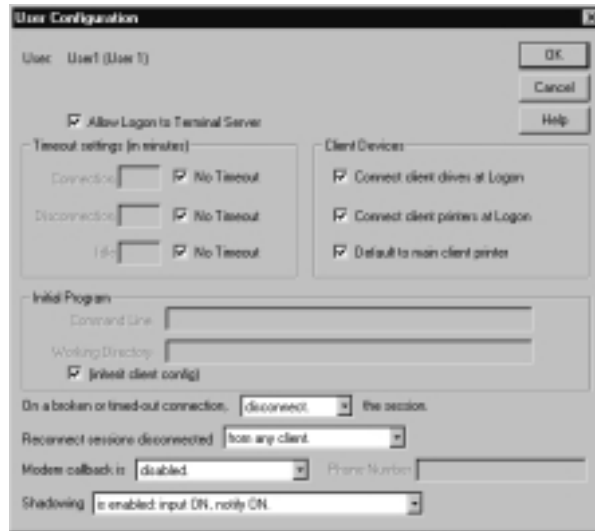 User Configuration
User: User1 (User 1)
OK
Cancel
Help
Allow Logon to Terminal Server
Timeout settings (in minutes)
Connection No Timeout
Disconnection No Timeout
Idle No Timeout
Client Devices
Connect client drives at Logon
Connect client printers at Logon
Default to main client printer
Initial Program
Command Line
Working Directory
(inherit client config)
On a broken or timed-out connection, disconnect. the session.
Reconnect sessions disconnected from any client.
Modem callback is disabled. Phone Number
Shadowing is enabled: input ON, notify ON.